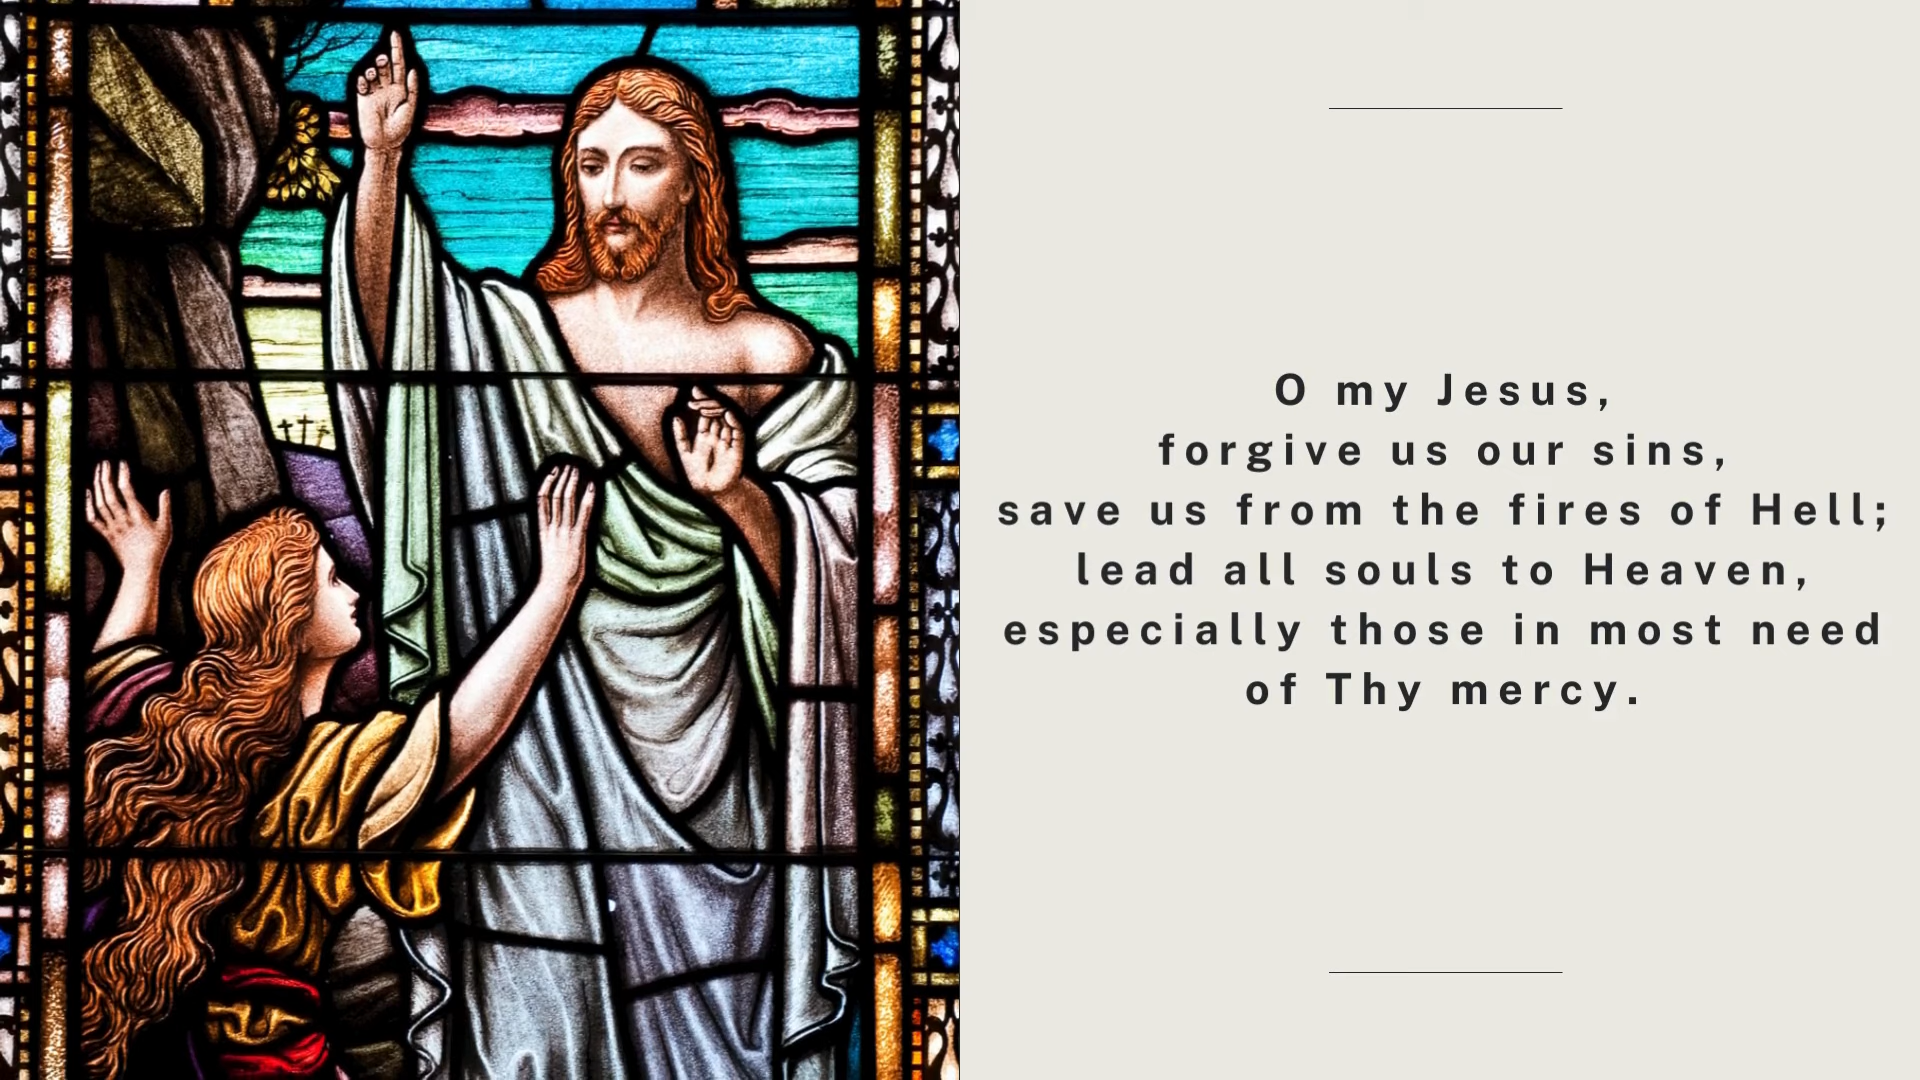 O my Jesus,
forgive us our sins,
save us from the fires of Hell;
lead all souls to Heaven,
especially those in most need
of Thy mercy.